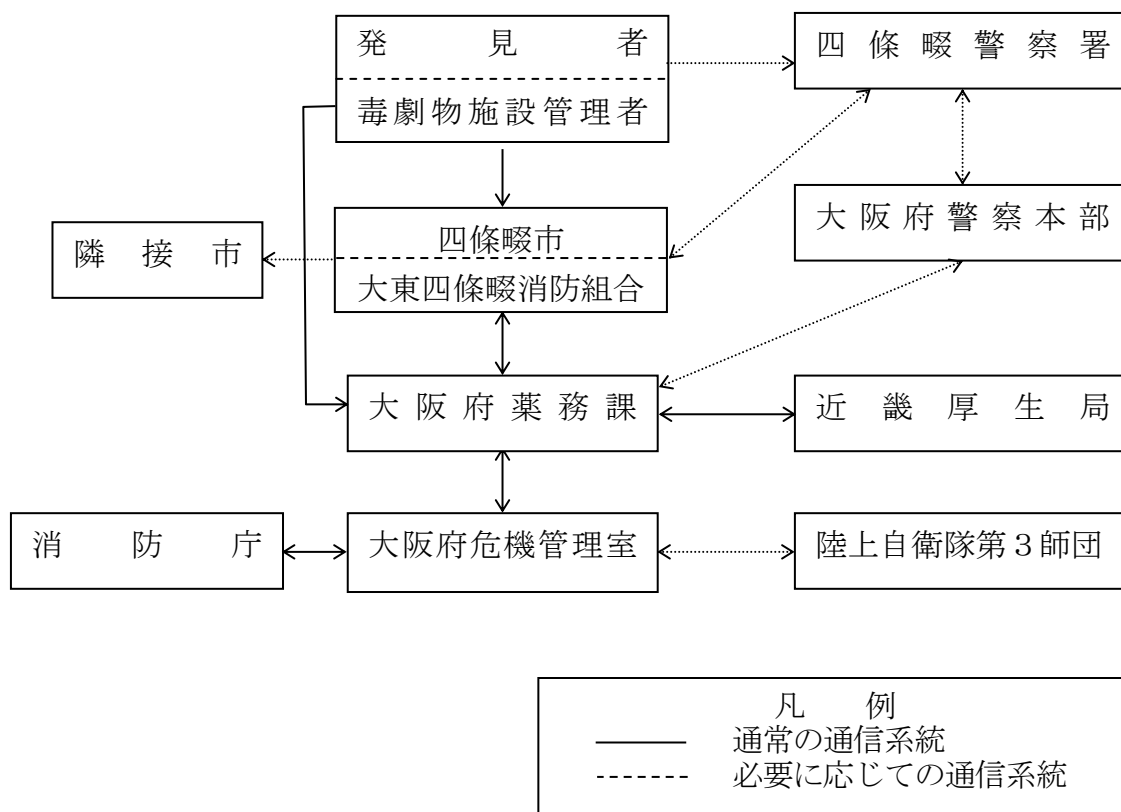 発見者
毒劇物施設管理者
四條畷警察署
大阪府警察本部
隣接市
四條畷市
大東四條畷消防組合
大阪府薬務課
近畿厚生局
消防庁
大阪府危機管理室
陸上自衛隊第３師団
凡例
通常の通信系統
必要に応じての通信系統